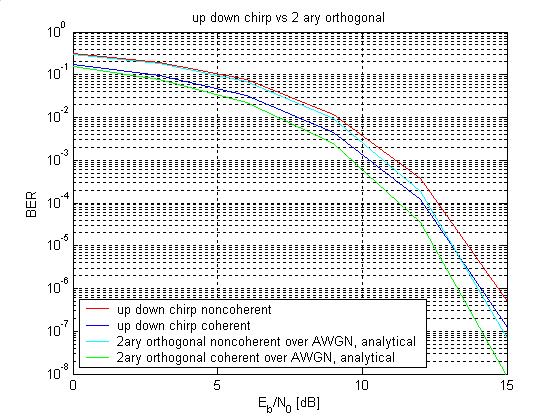 up down chirp vs 2 ary orthogonal
10^0
10^-1
10^-2
10^-3
10^-4
10^-5
10^-6
10^-7
10^-8
BER
up down chirp noncoherent
up down chirp coherent
2ary orthogonal noncoherent over AWGN, analytical
2ary orthogonal coherent over AWGN, analytical
0 5 10 15
E_b/N_0 [dB]